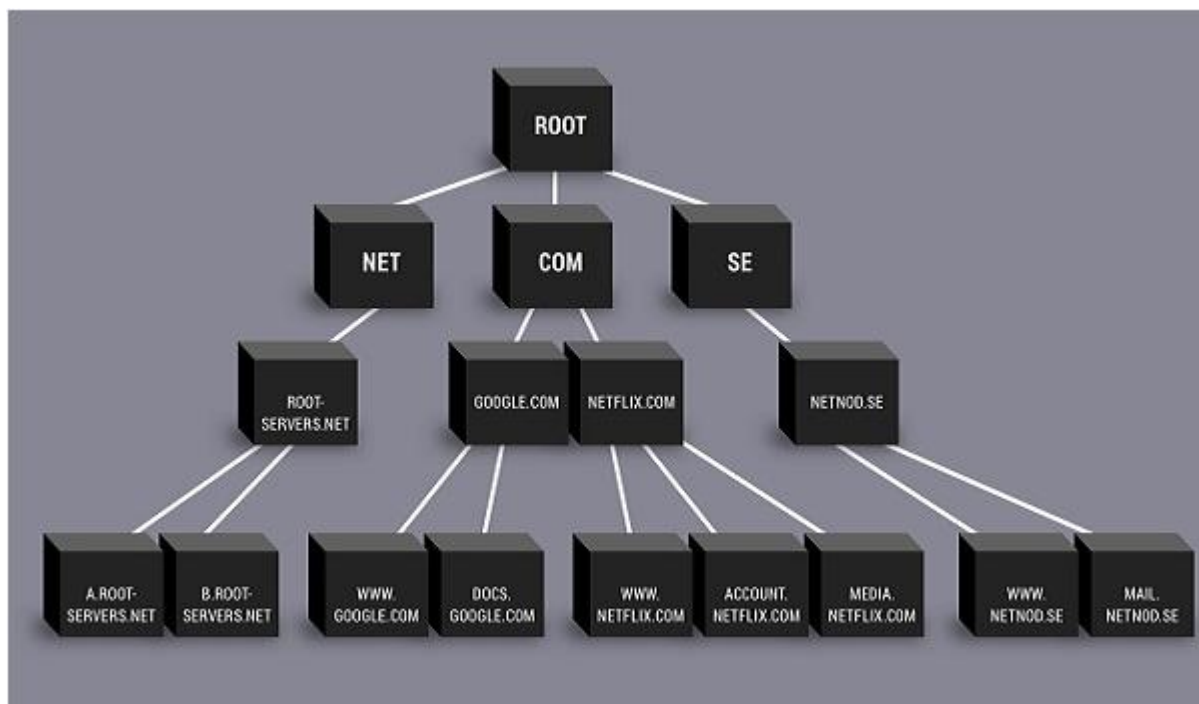 ROOT
NET
COM
SE
ROOT-
SERVERS.NET
GOOGLE.COM
NETFLIX.COM
NETNOD.SE
A.ROOT-
SERVERS.NET
B.ROOT-
SERVERS.NET
WWW.
GOOGLE.COM
DOCS.
GOOGLE.COM
WWW.
NETFLIX.COM
ACCOUNT.
NETFLIX.COM
MEDIA.
NETFLIX.COM
WWW.
NETNOD.SE
MAIL.
NETNOD.SE